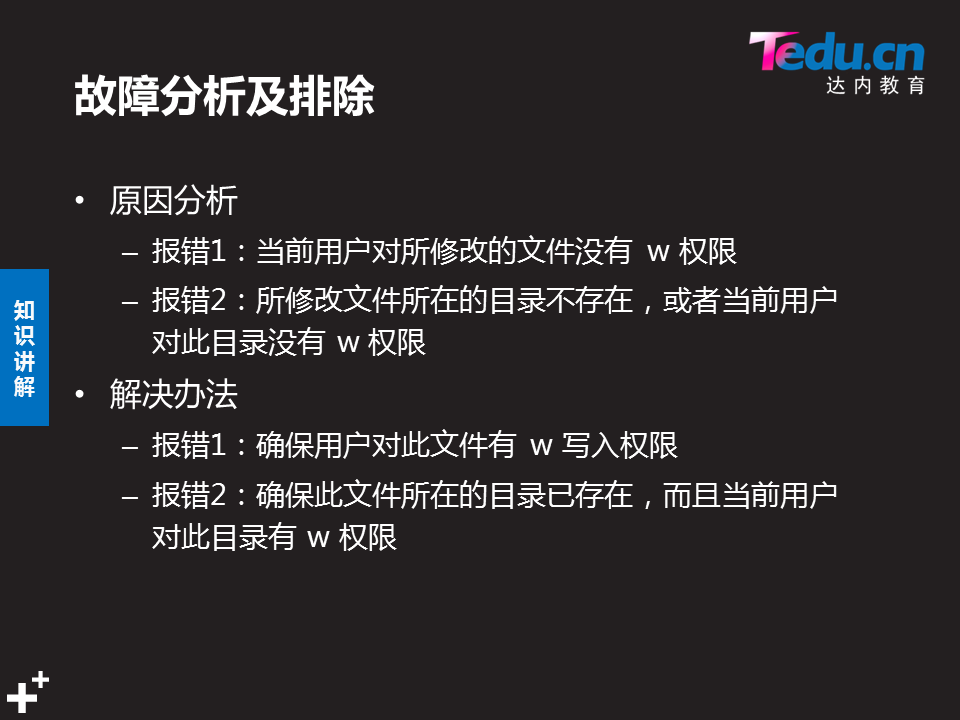 Tedu.cn
达内教育
故障分析及排除
• 原因分析
– 报错1：当前用户对所修改的文件没有 w 权限
– 报错2：所修改文件所在的目录不存在，或者当前用户
对此目录没有 w 权限
• 解决办法
– 报错1：确保用户对此文件有 w 写入权限
– 报错2：确保此文件所在的目录已存在，而且当前用户
对此目录有 w 权限
知
识
讲
解